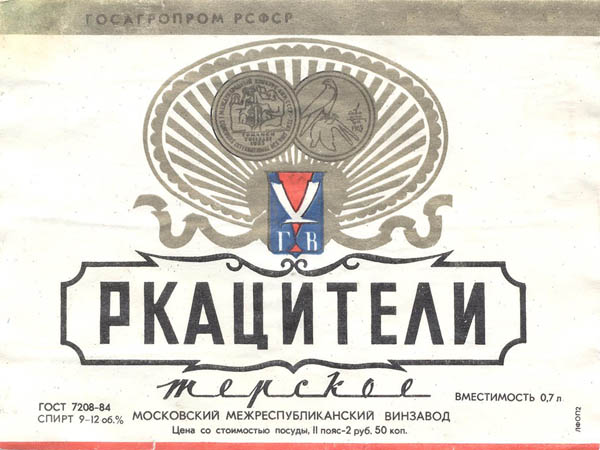 ГОСАГРОПРОМ РСФСР
Г В
РКАЦИТЕЛИ
терское
ГОСТ 7208-84
СПИРТ 9-12 об.%
ВМЕСТИМОСТЬ 0,7 л
МОСКОВСКИЙ МЕЖРЕСПУБЛИКАНСКИЙ ВИНЗАВОД
Цена со стоимостью посуды, II пояс-2 руб. 50 коп.
ЛФОП2